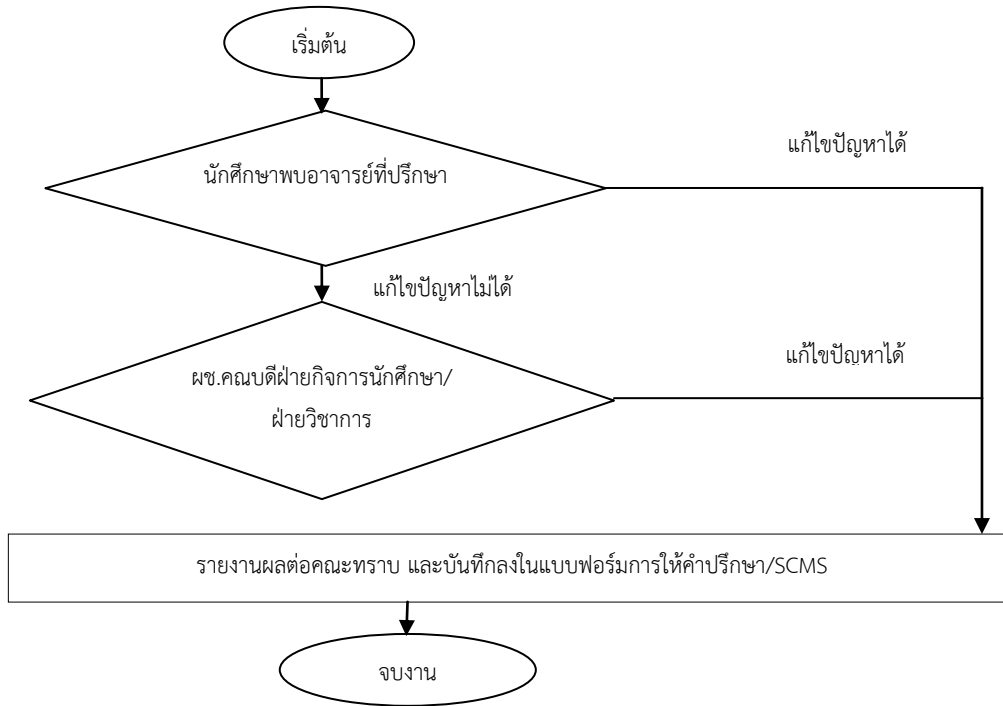 เริ่มต้น
แก้ไขปัญหาได้
นักศึกษาพบอาจารย์ที่ปรึกษา
แก้ไขปัญหาไม่ได้
แก้ไขปัญหาได้
ผช.คณบดีฝ่ายกิจการนักศึกษา/
ฝ่ายวิชาการ
รายงานผลต่อคณะทราบ และบันทึกลงในแบบฟอร์มการให้คำปรึกษา/SCMS
จบงาน